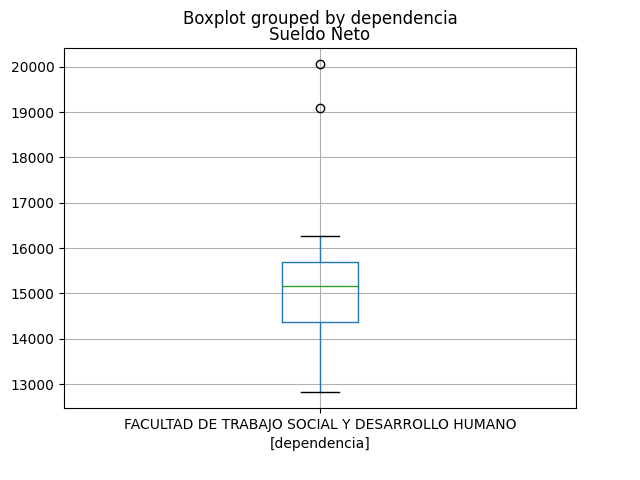 Boxplot grouped by dependencia
Sueldo Neto
20000
19000
18000
17000
16000
15000
14000
13000
FACULTAD DE TRABAJO SOCIAL Y DESARROLLO HUMANO
[dependencia]